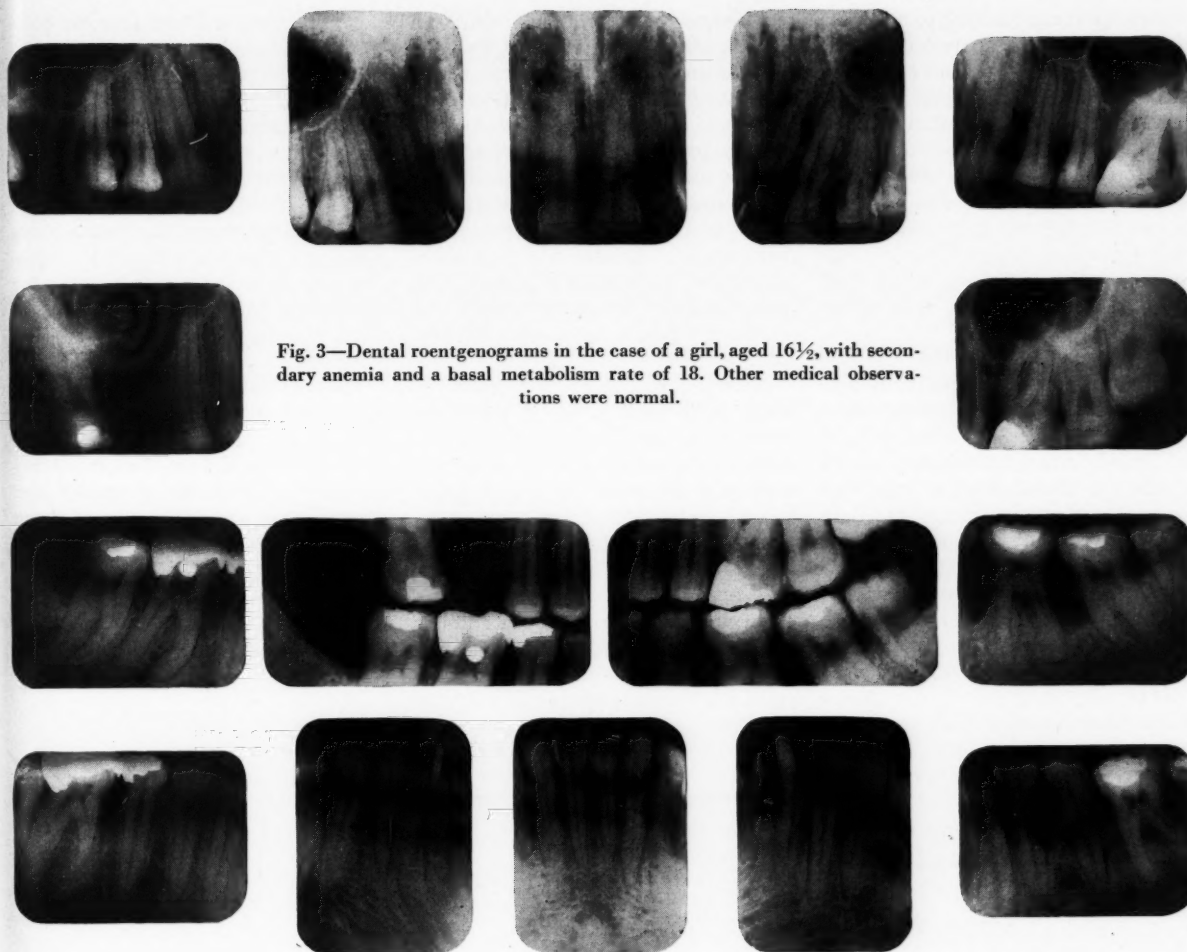 Fig. 3—Dental roentgenograms in the case of a girl, aged 16½, with secon-
dary anemia and a basal metabolism rate of 18. Other medical observa-
tions were normal.